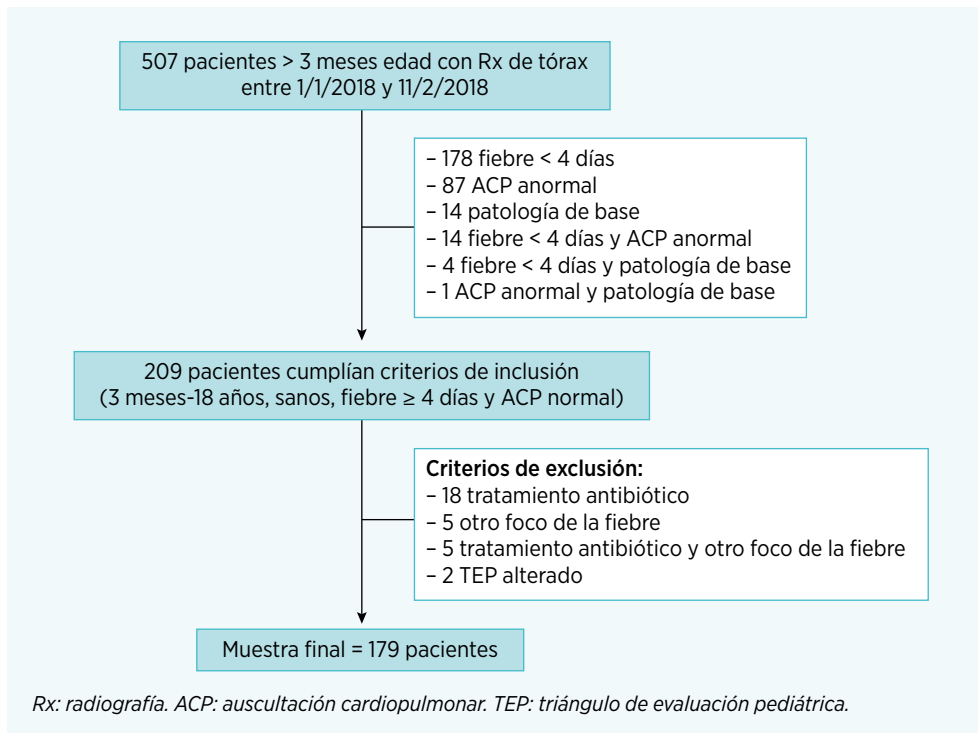 507 pacientes > 3 meses edad con Rx de tórax
entre 1/1/2018 y 11/2/2018
– 178 fiebre < 4 días
– 87 ACP anormal
– 14 patología de base
– 14 fiebre < 4 días y ACP anormal
– 4 fiebre < 4 días y patología de base
– 1 ACP anormal y patología de base
209 pacientes cumplían criterios de inclusión
(3 meses-18 años, sanos, fiebre ≥ 4 días y ACP normal)
Criterios de exclusión:
– 18 tratamiento antibiótico
– 5 otro foco de la fiebre
– 5 tratamiento antibiótico y otro foco de la fiebre
– 2 TEP alterado
Muestra final = 179 pacientes
Rx: radiografía. ACP: auscultación cardiopulmonar. TEP: triángulo de evaluación pediátrica.